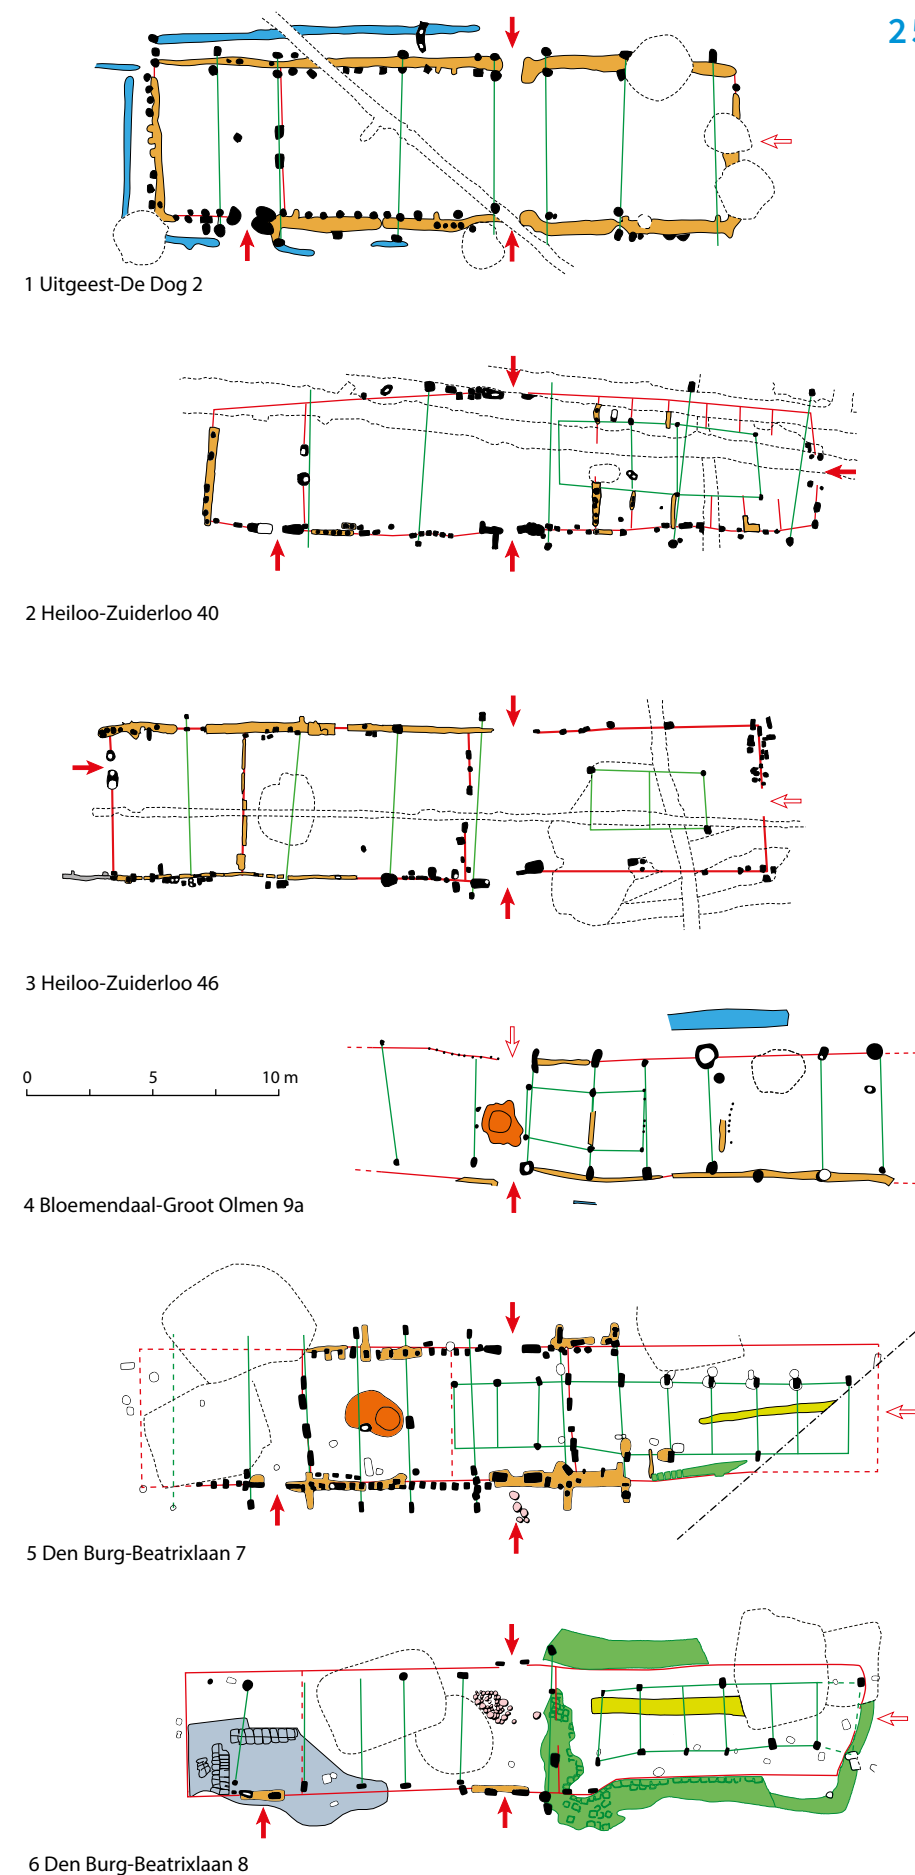 25
1 Uitgeest-De Dog 2
2 Heiloo-Zuiderloo 40
3 Heiloo-Zuiderloo 46
0 5 10 m
4 Bloemendaal-Groot Olmen 9a
5 Den Burg-Beatrixlaan 7
6 Den Burg-Beatrixlaan 8